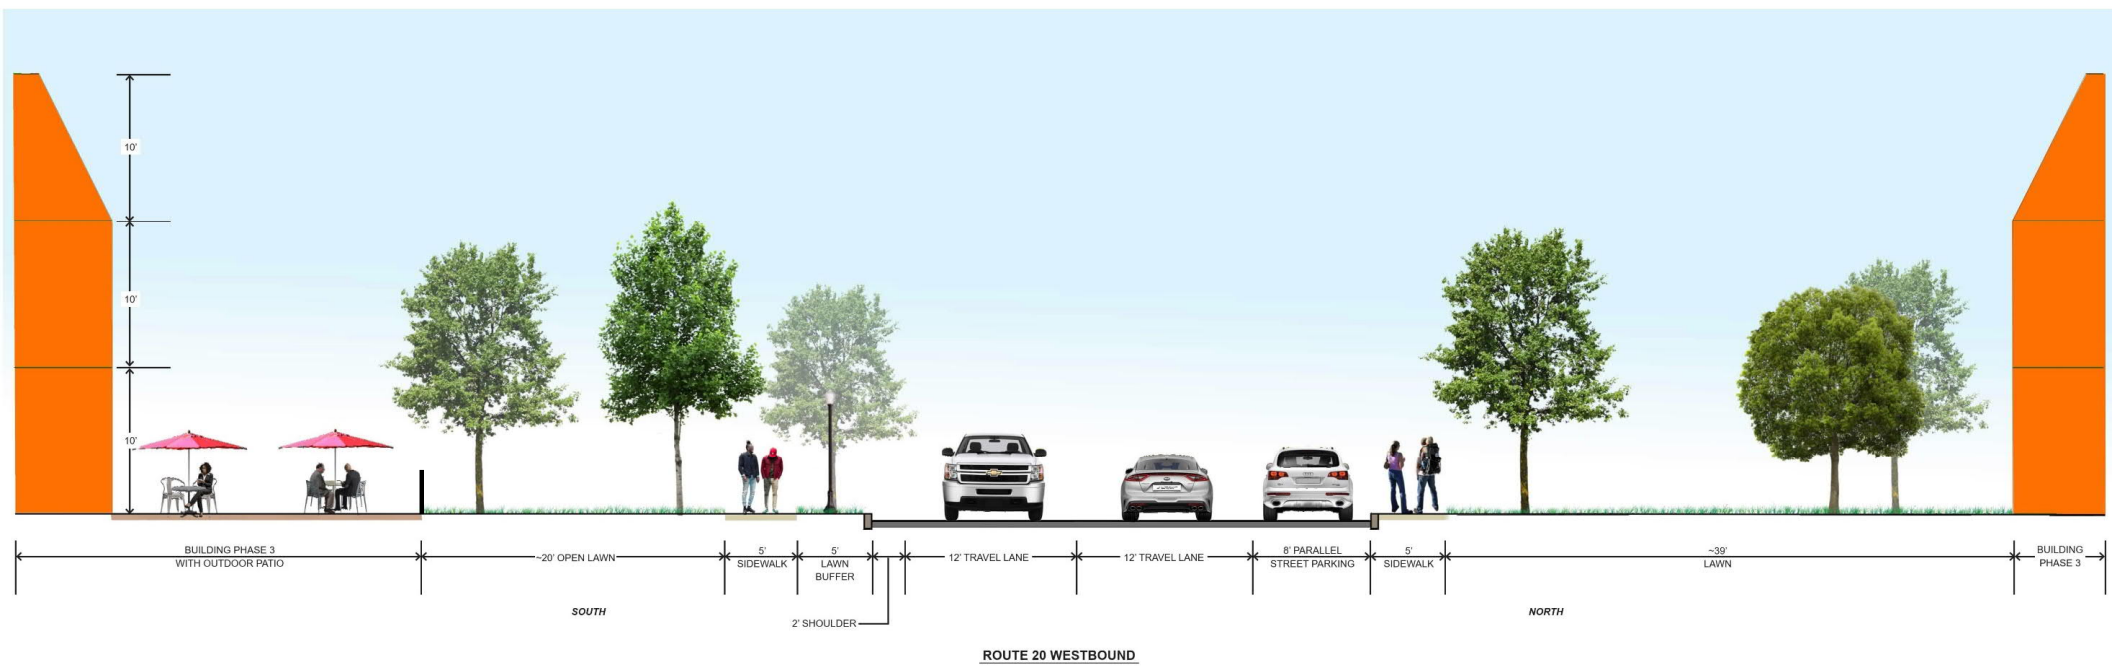 10'
10'
10'
BUILDING PHASE 3
WITH OUTDOOR PATIO
~20' OPEN LAWN
5'
SIDEWALK
5'
LAWN
BUFFER
12' TRAVEL LANE
12' TRAVEL LANE
8' PARALLEL
STREET PARKING
5'
SIDEWALK
~39'
LAWN
BUILDING
PHASE 3
SOUTH
NORTH
2' SHOULDER
ROUTE 20 WESTBOUND